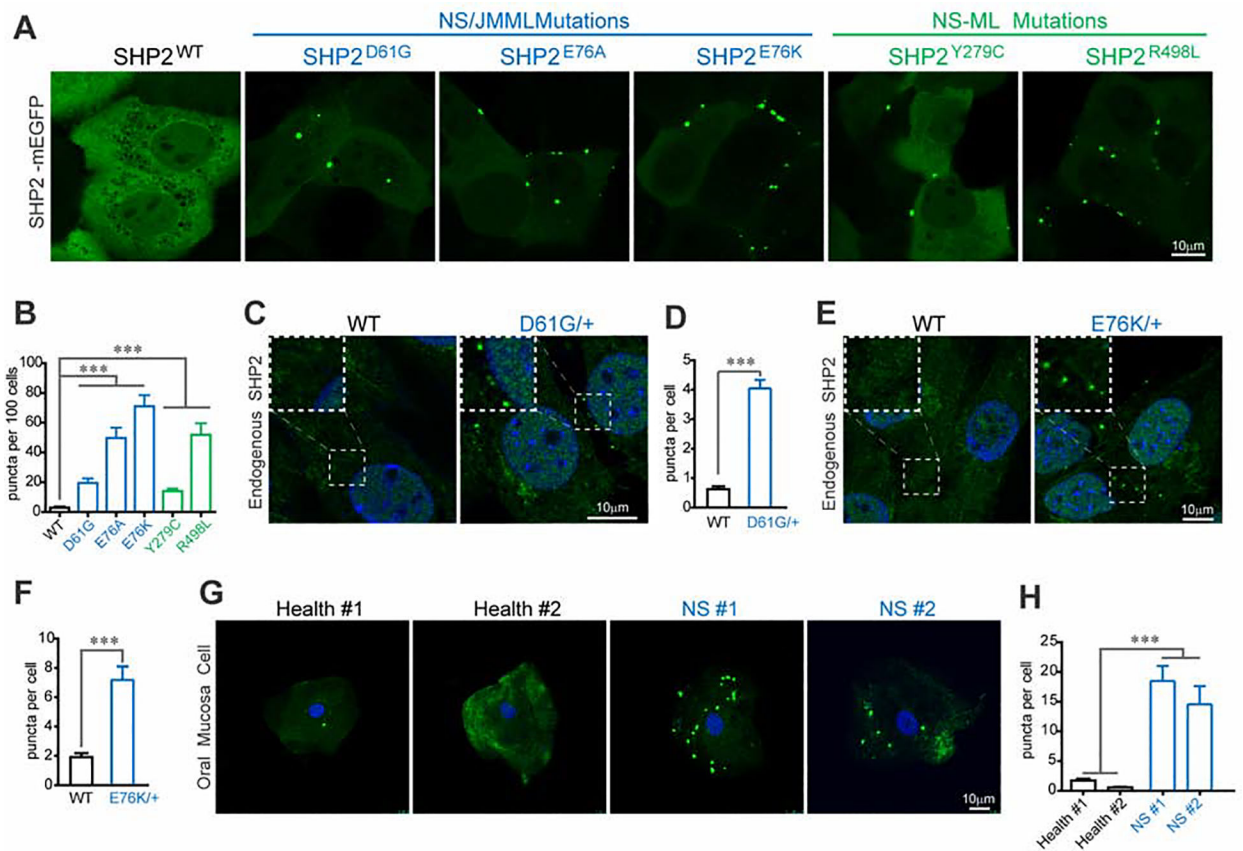 A
NS/JMMLMutations
NS-ML Mutations
SHP2WT
SHP2D61G
SHP2E76A
SHP2E76K
SHP2Y279C
SHP2R498L
SHP2 -mEGFP
10μm
B
puncta per 100 cells
100
80
60
40
20
0
***
***
WT
D61G
E76A
E76K
Y279C
R498L
C
WT
D61G/+
Endogenous SHP2
10μm
D
puncta per cell
5
4
3
2
1
0
***
WT
D61G/+
E
WT
E76K/+
Endogenous SHP2
10μm
F
puncta per cell
10
8
6
4
2
0
***
WT
E76K/+
G
Health #1
Health #2
NS #1
NS #2
Oral Mucosa Cell
10μm
H
puncta per cell
25
20
15
10
5
0
***
Health #1
Health #2
NS #1
NS #2